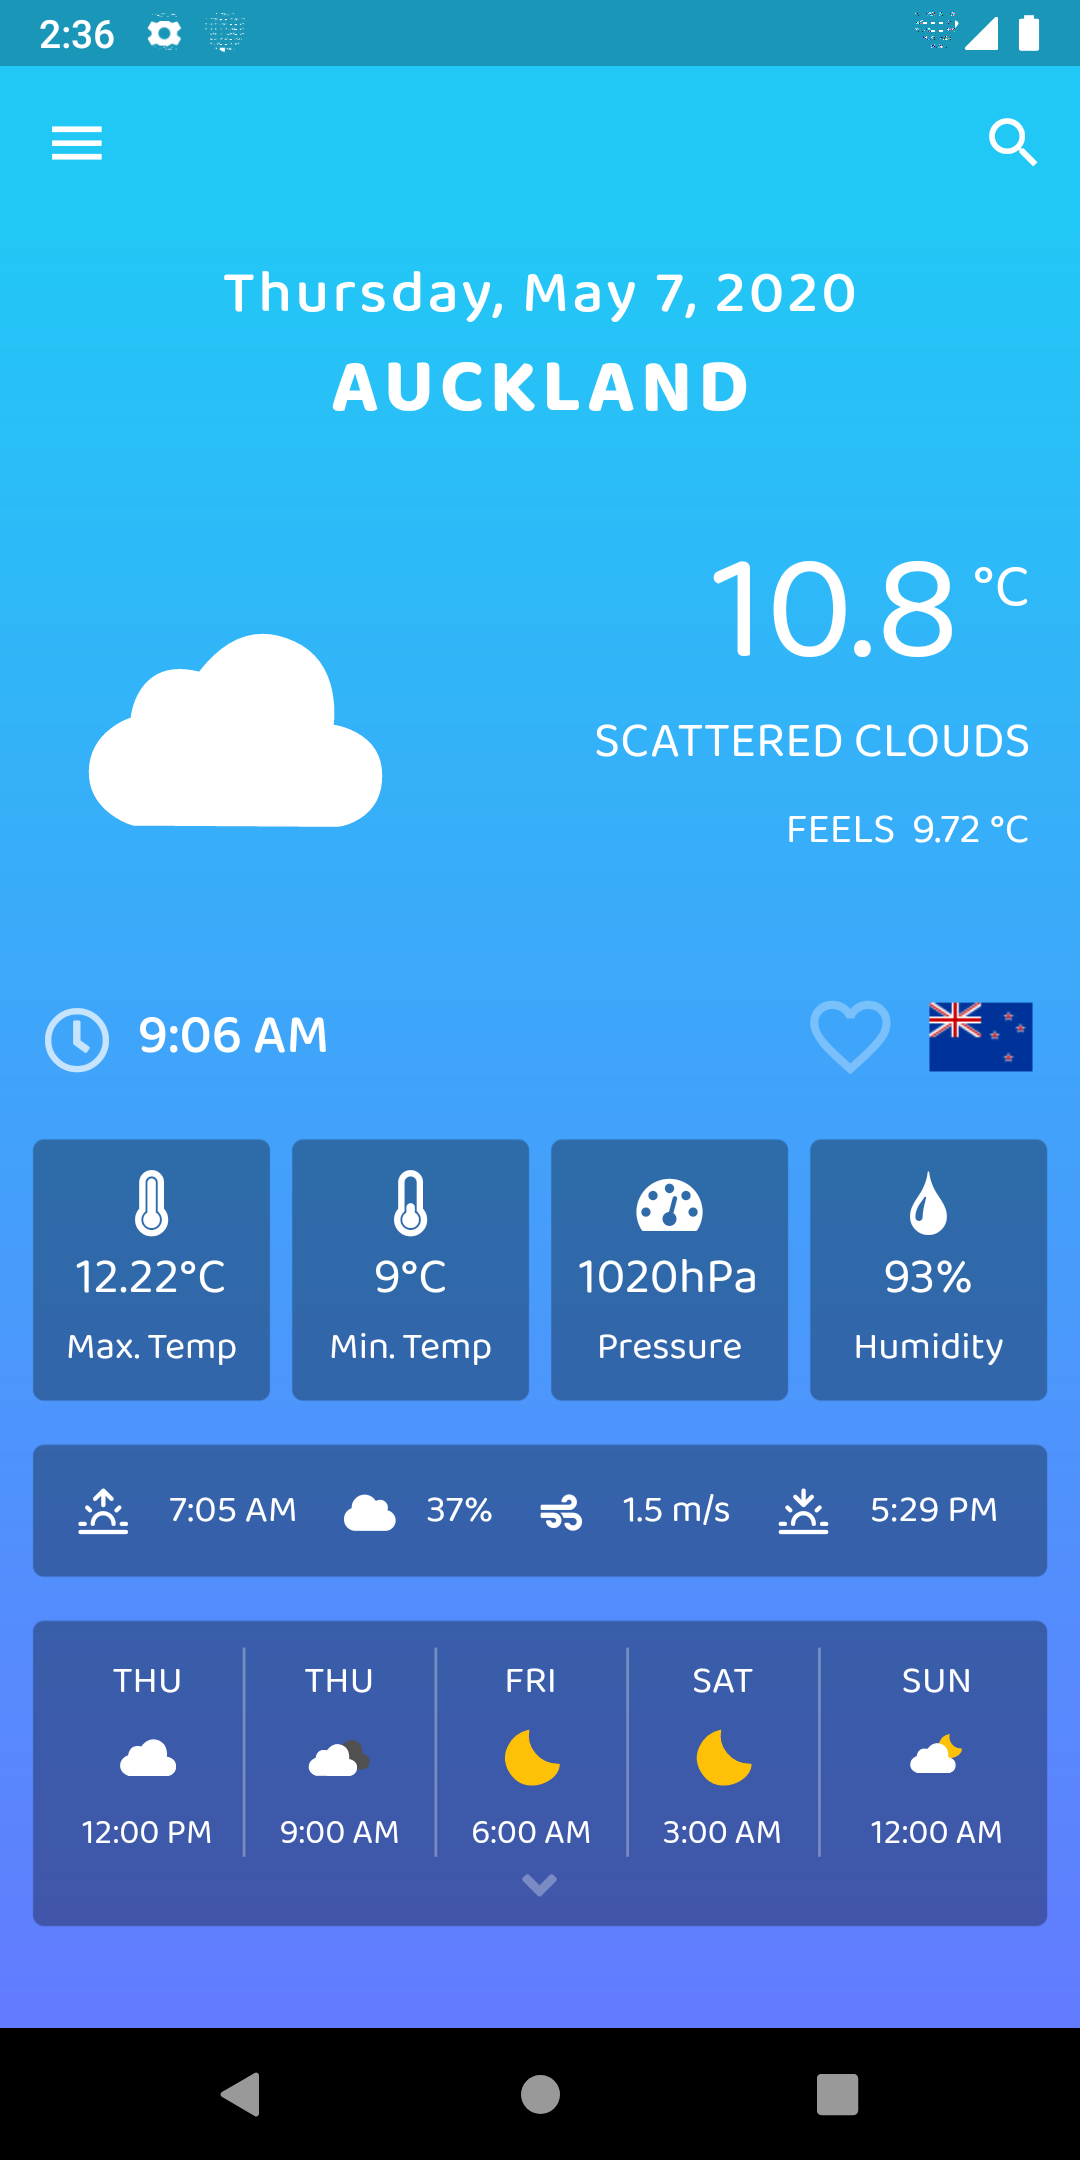 2:36
Thursday, May 7, 2020
AUCKLAND
10.8 °C
SCATTERED CLOUDS
FEELS 9.72 °C
9:06 AM
12.22°C 9°C 1020hPa 93%
Max. Temp Min. Temp Pressure Humidity
7:05 AM 37% 1.5 m/s 5:29 PM
THU THU FRI SAT SUN
12:00 PM 9:00 AM 6:00 AM 3:00 AM 12:00 AM